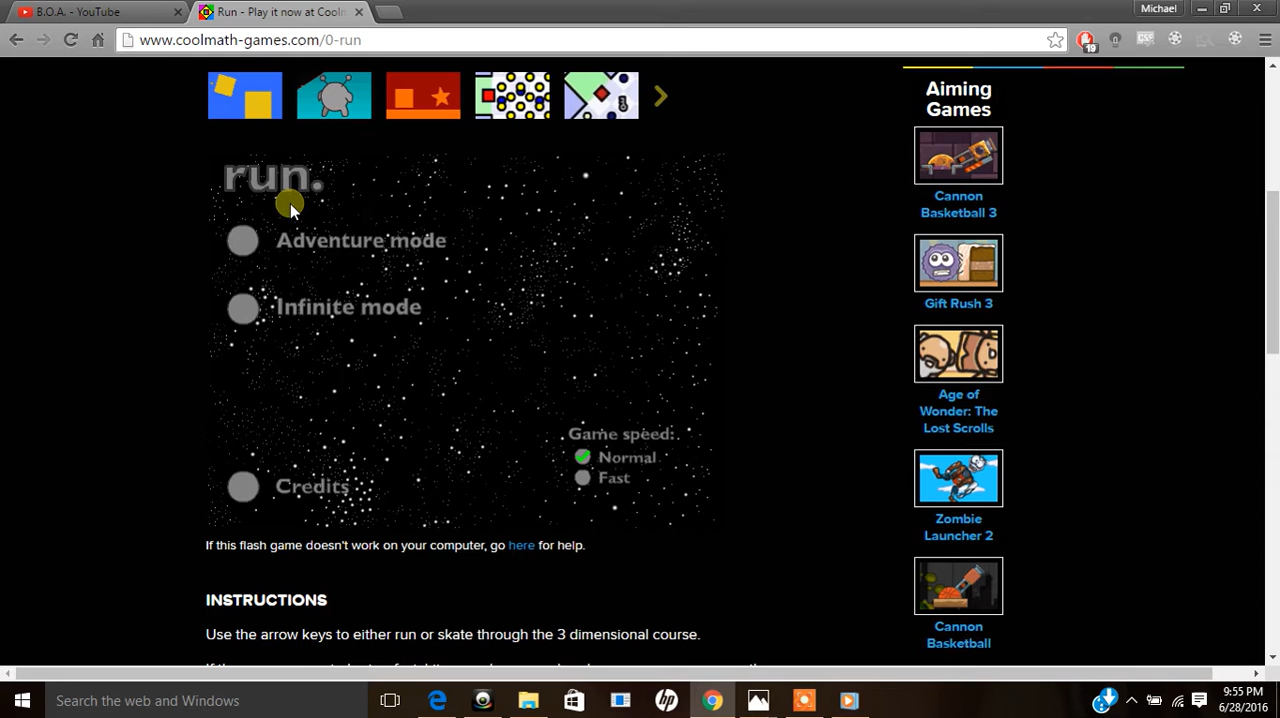 B.O.A. - YouTube
Run - Play it now at Coolm
Michael
www.coolmath-games.com/0-run
19
run.
Adventure mode
Infinite mode
Game speed:
Normal
Fast
Credits
If this flash game doesn't work on your computer, go here for help.
INSTRUCTIONS
Use the arrow keys to either run or skate through the 3 dimensional course.
Aiming
Games
Cannon
Basketball 3
Gift Rush 3
Age of
Wonder: The
Lost Scrolls
Zombie
Launcher 2
Cannon
Basketball
Search the web and Windows
9:55 PM
6/28/2016